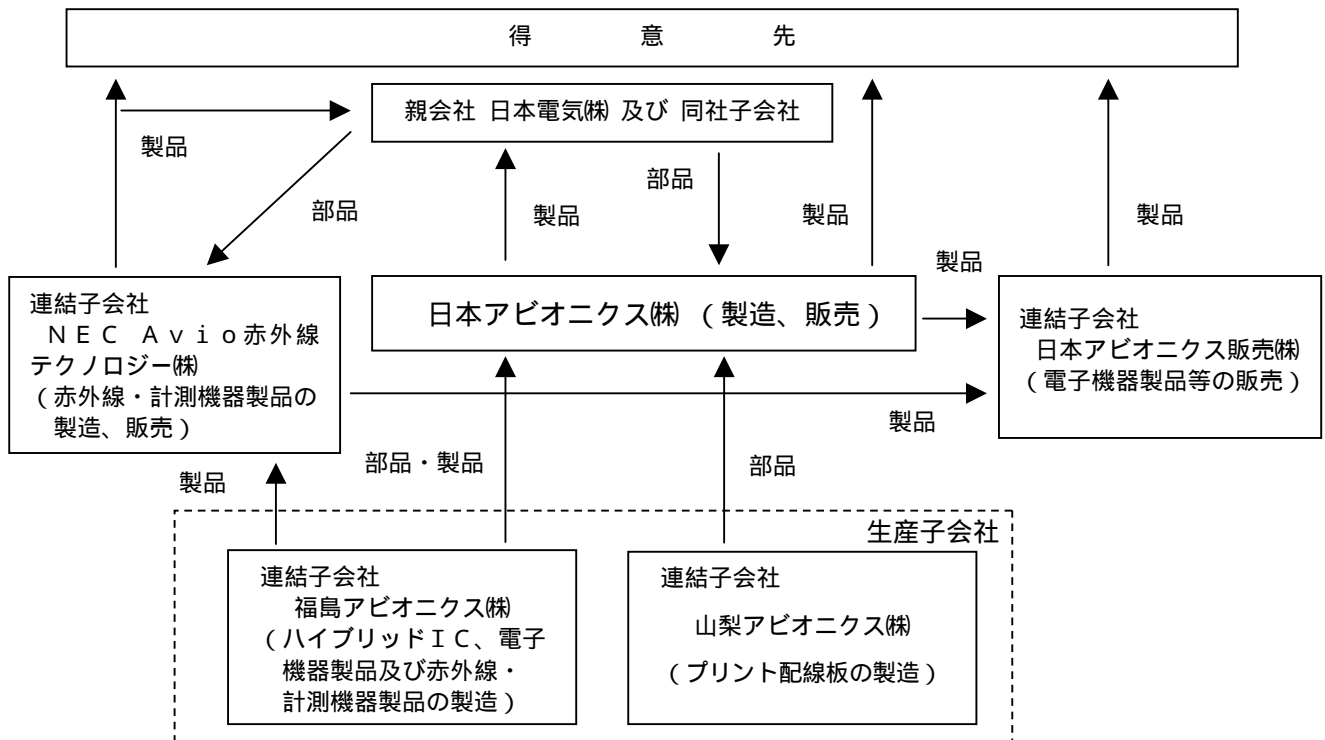 得 意 先
親会社 日本電気㈱ 及び 同社子会社
製品
部品
部品
製品
製品
製品
製品
連結子会社
ＮＥＣ Ａｖｉｏ赤外線
テクノロジー㈱
（赤外線・計測機器製品の
製造、販売）
日本アビオニクス㈱ （製造、販売）
連結子会社
日本アビオニクス販売㈱
（電子機器製品等の販売）
製品
製品
部品・製品
部品
生産子会社
連結子会社
福島アビオニクス㈱
（ハイブリッドＩＣ、電子
機器製品及び赤外線・
計測機器製品の製造）
連結子会社
山梨アビオニクス㈱
（プリント配線板の製造）